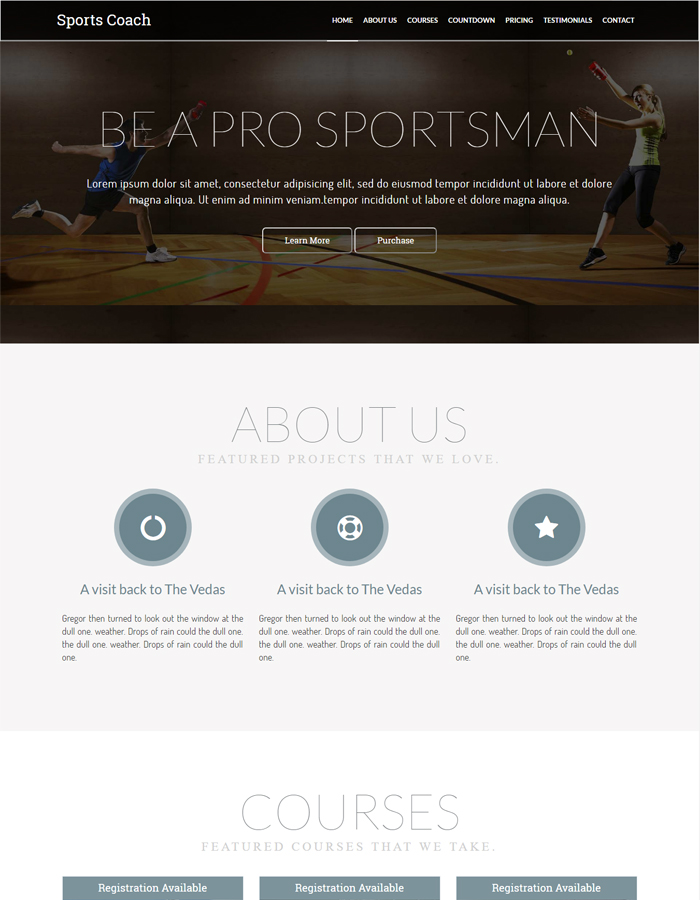 Sports Coach
HOME ABOUT US COURSES COUNTDOWN PRICING TESTIMONIALS CONTACT
BE A PRO SPORTSMAN
Lorem ipsum dolor sit amet, consectetur adipisicing elit, sed do eiusmod tempor incididunt ut labore et dolore
magna aliqua. Ut enim ad minim veniam.tempor incididunt ut labore et dolore magna aliqua.
Learn More
Purchase
ABOUT US
FEATURED PROJECTS THAT WE LOVE.
A visit back to The Vedas
Gregor then turned to look out the window at the
dull one. weather. Drops of rain could the dull one.
the dull one. weather. Drops of rain could the dull
one.
A visit back to The Vedas
Gregor then turned to look out the window at the
dull one. weather. Drops of rain could the dull one.
the dull one. weather. Drops of rain could the dull
one.
A visit back to The Vedas
Gregor then turned to look out the window at the
dull one. weather. Drops of rain could the dull one.
the dull one. weather. Drops of rain could the dull
one.
COURSES
FEATURED COURSES THAT WE TAKE.
Registration Available
Registration Available
Registration Available